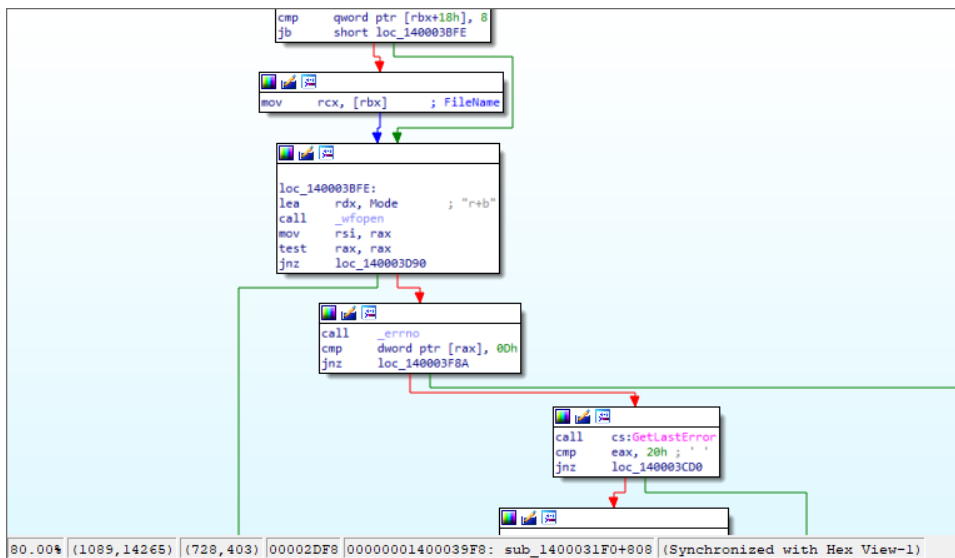 cmp     qword ptr [rbx+18h], 8
jb      short loc_140003BFE
mov     rcx, [rbx]      ; FileName
loc_140003BFE:
lea     rdx, Mode       ; "r+b"
call    _wfopen
mov     rsi, rax
test    rax, rax
jnz     loc_140003D90
call    _errno
cmp     dword ptr [rax], 0Dh
jnz     loc_140003F8A
call    cs:GetLastError
cmp     eax, 20h ; ' '
jnz     loc_140003CD0
80.00% (1089,14265) (728,403) 00002DF8 00000001400039F8: sub_1400031F0+808 (Synchronized with Hex View-1)